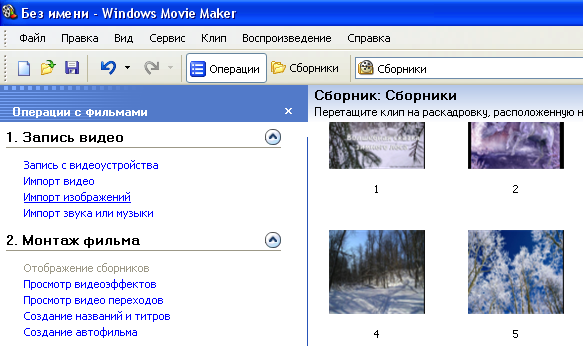 Без имени - Windows Movie Maker
Файл Правка Вид Сервис Клип Воспроизведение Справка
Операции Сборники Сборники
Операции с фильмами
Сборник: Сборники
Перетащите клип на раскадровку, расположенную н
1. Запись видео
Запись с видеоустройства
Импорт видео
Импорт изображений
Импорт звука или музыки
1 2
2. Монтаж фильма
Отображение сборников
Просмотр видеоэффектов
Просмотр видео переходов
Создание названий и титров
Создание автофильма
4 5